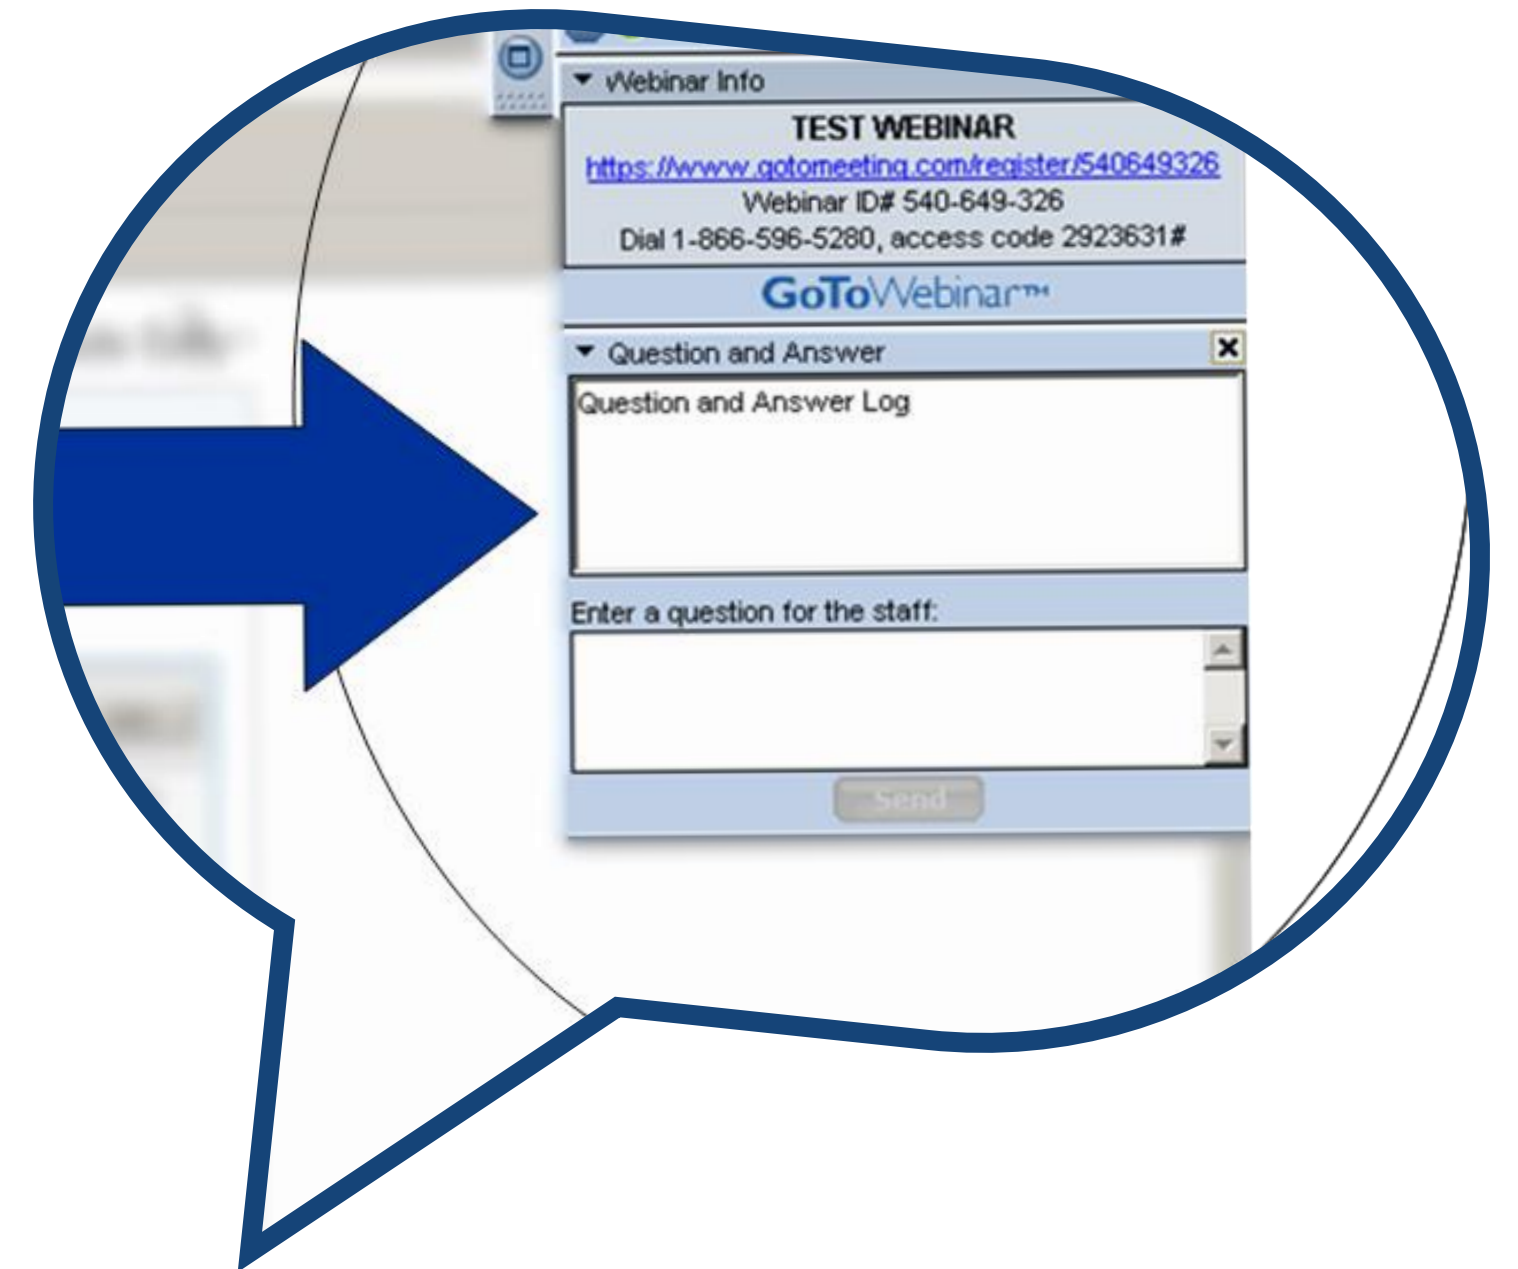 Webinar Info
TEST WEBINAR
https://www.gotomeeting.com/register/540649326
Webinar ID# 540-649-326
Dial 1-866-596-5280, access code 2923631#
GoToWebinar™
Question and Answer
Question and Answer Log
Enter a question for the staff:
Send